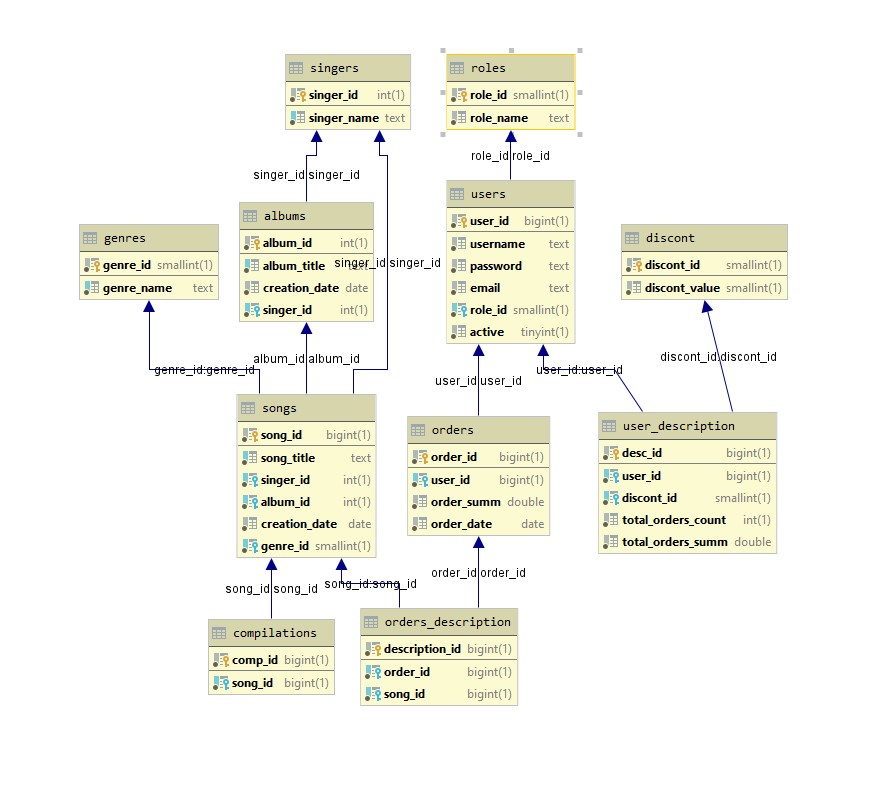 singers
singer_id int(1)
singer_name text
roles
role_id smallint(1)
role_name text
role_id:role_id
singer_id:singer_id
users
user_id bigint(1)
username text
password text
email text
role_id smallint(1)
active tinyint(1)
albums
album_id int(1)
album_title text
creation_date date
singer_id int(1)
singer_id:singer_id
genres
genre_id smallint(1)
genre_name text
discont
discont_id smallint(1)
discont_value smallint(1)
genre_id:genre_id
album_id:album_id
user_id:user_id
user_id:user_id
discont_id:discont_id
songs
song_id bigint(1)
song_title text
singer_id int(1)
album_id int(1)
creation_date date
genre_id smallint(1)
orders
order_id bigint(1)
user_id bigint(1)
order_summ double
order_date date
user_description
desc_id bigint(1)
user_id bigint(1)
discont_id smallint(1)
total_orders_count int(1)
total_orders_summ double
song_id:song_id
song_id:song_id
order_id:order_id
compilations
comp_id bigint(1)
song_id bigint(1)
orders_description
description_id bigint(1)
order_id bigint(1)
song_id bigint(1)